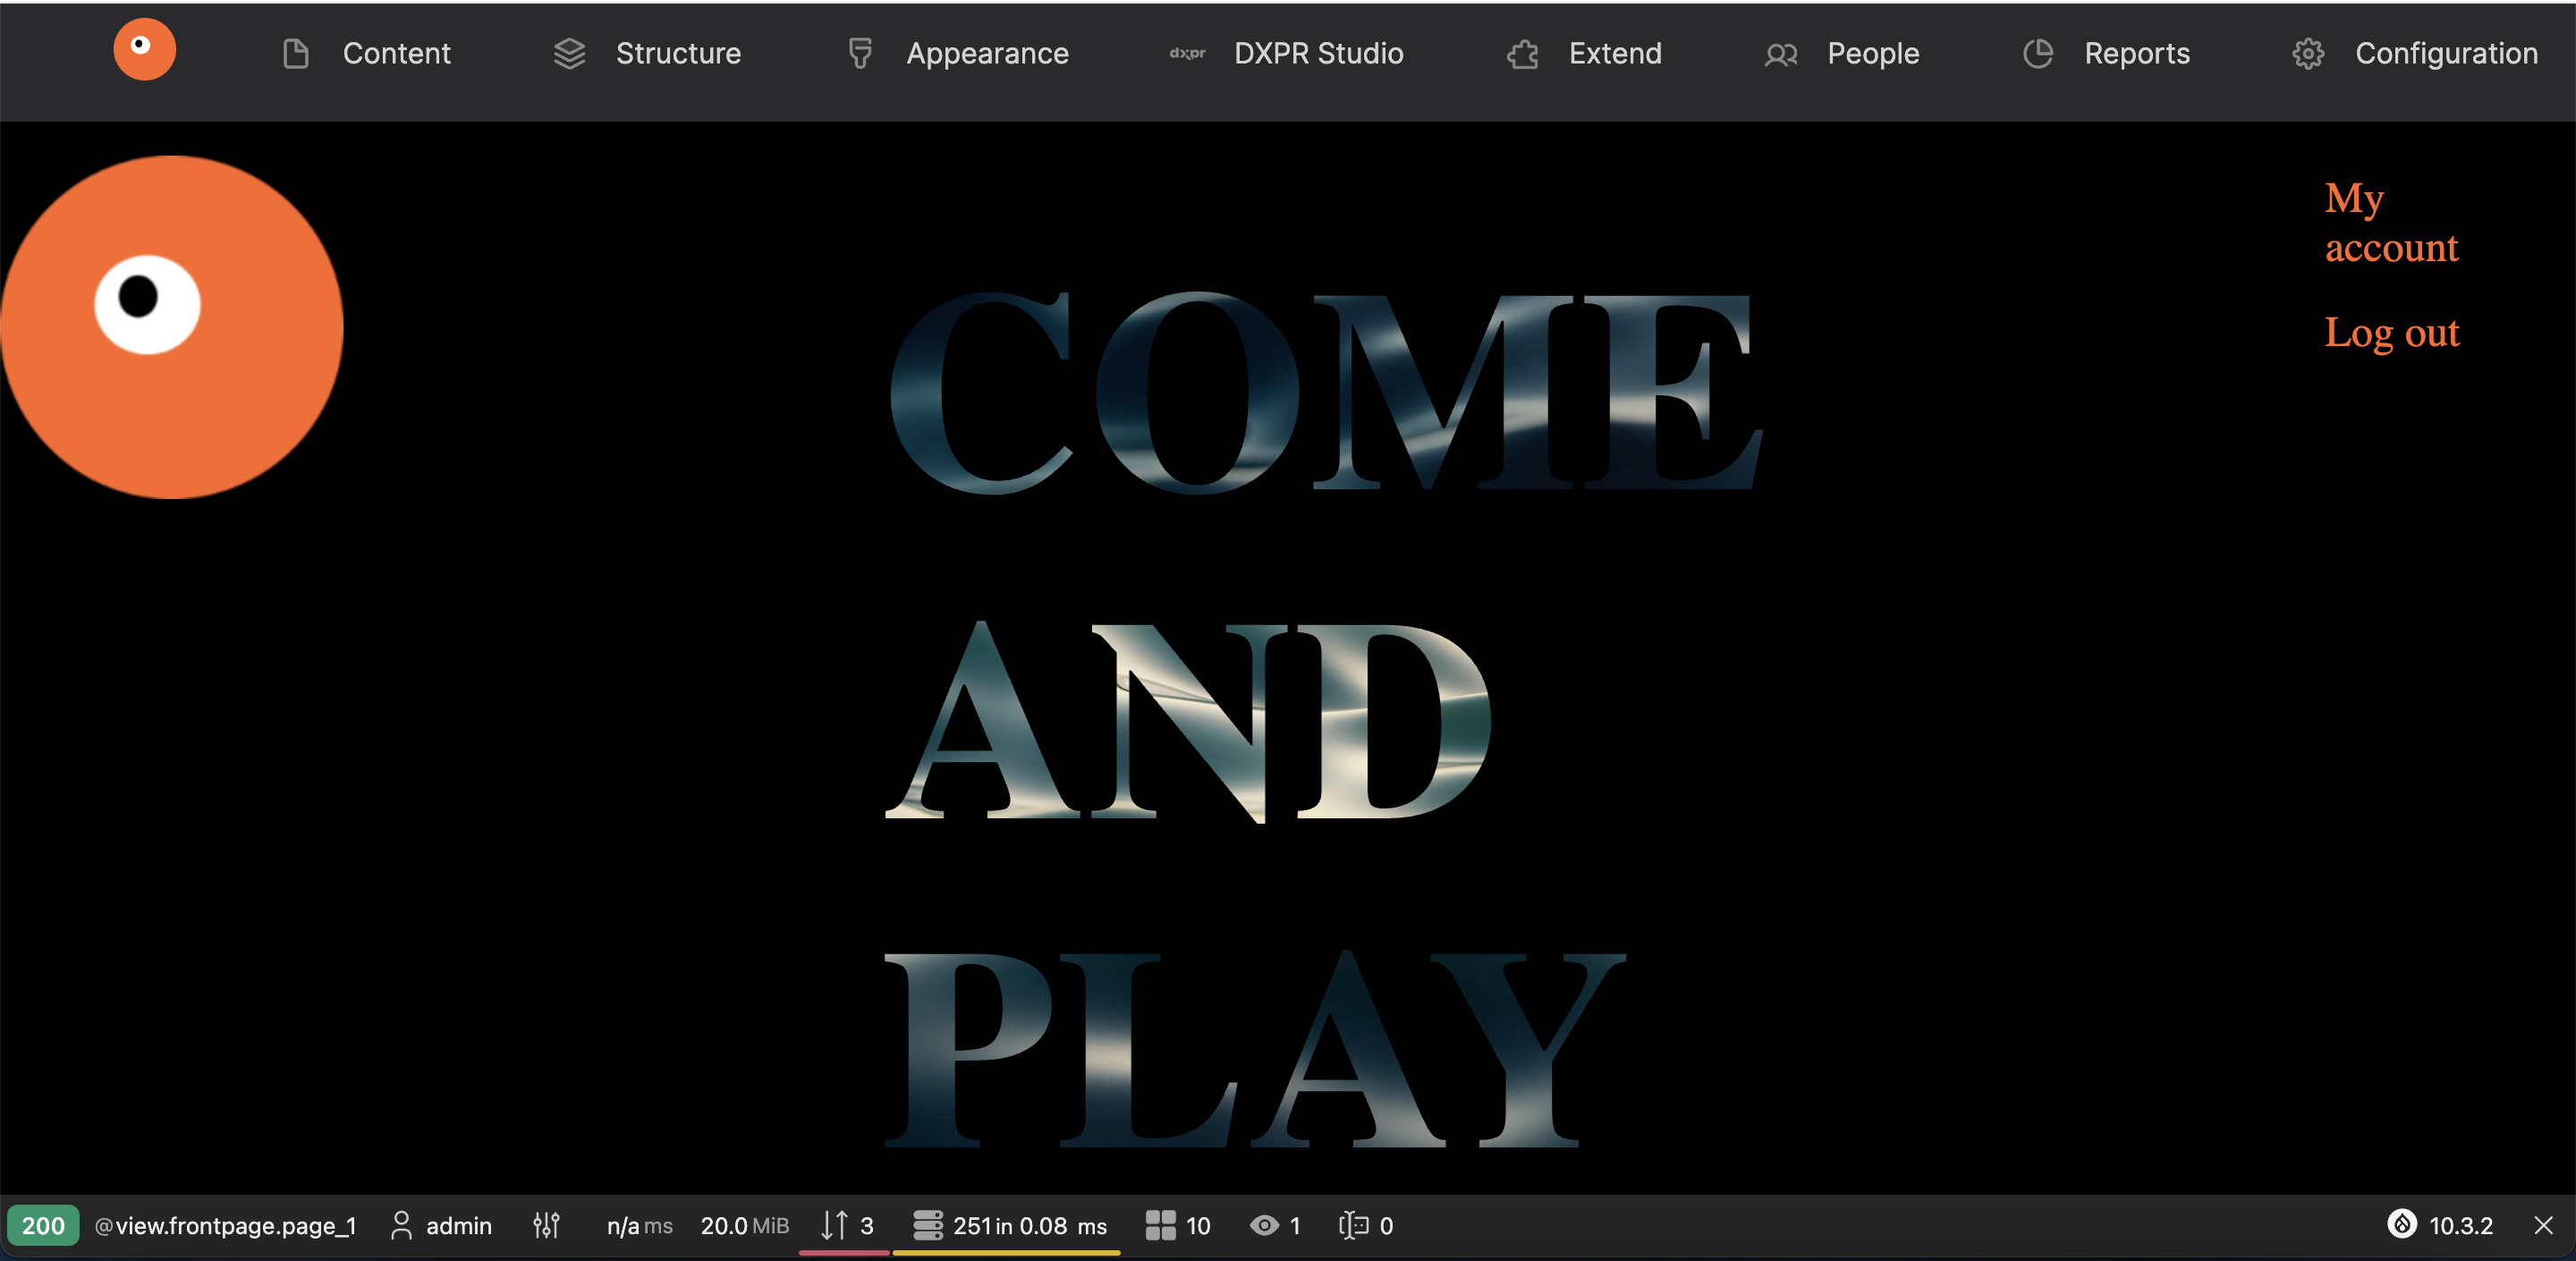 Content Structure Appearance dxpr DXPR Studio Extend People Reports Configuration
My
account
Log out
COME
AND
PLAY
200 @view.frontpage.page_1 admin n/a ms 20.0 MiB 3 251 in 0.08 ms 10 1 0 10.3.2